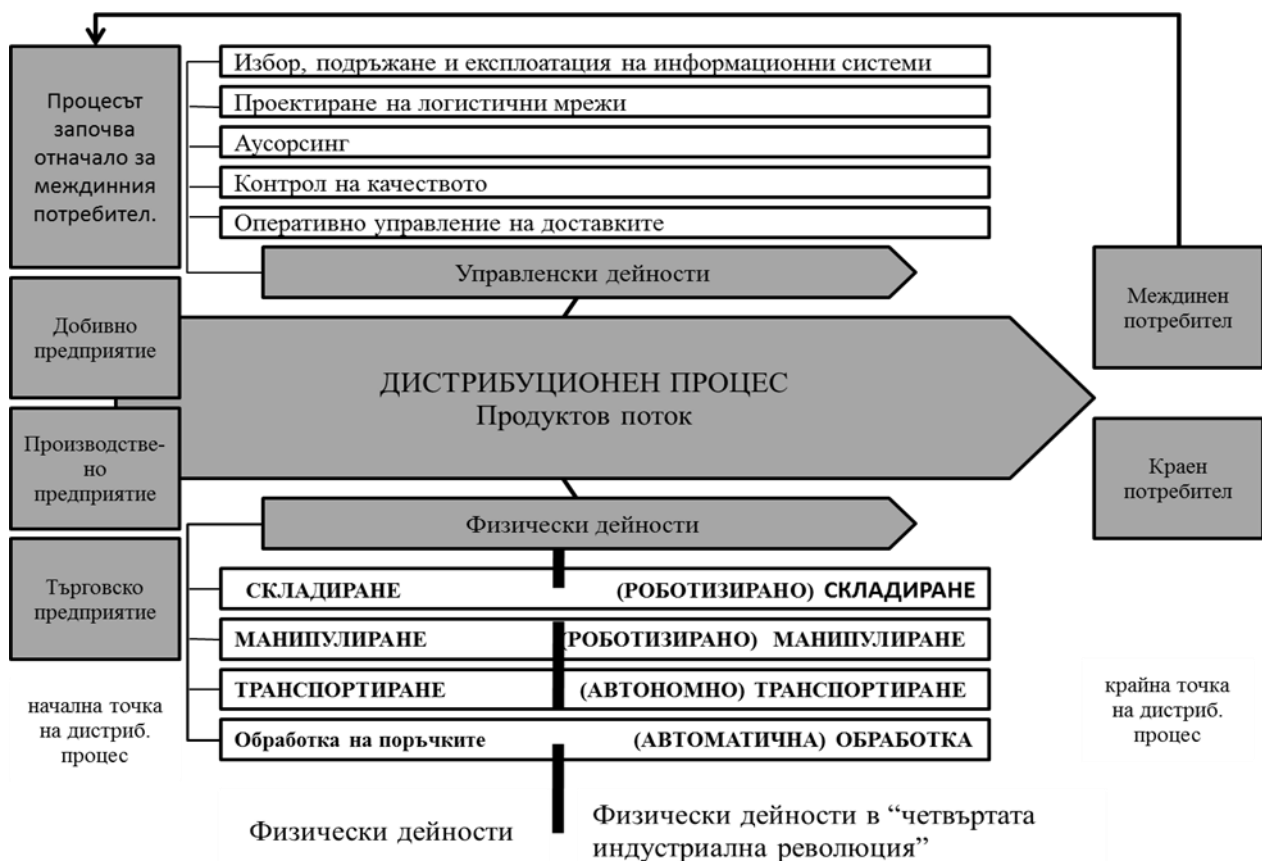 Процесът
започва
отначало за
междинния
потребител.
Избор, подръжане и експлоатация на информационни системи
Проектиране на логистични мрежи
Аусорсинг
Контрол на качеството
Оперативно управление на доставките
Управленски дейности
Добивно
предприятие
Производстве-
но
предприятие
Търговско
предприятие
начална точка
на дистриб.
процес
ДИСТРИБУЦИОНЕН ПРОЦЕС
Продуктов поток
Междинен
потребител
Краен
потребител
крайна точка
на дистриб.
процес
Физически дейности
СКЛАДИРАНЕ (РОБОТИЗИРАНО) СКЛАДИРАНЕ
МАНИПУЛИРАНЕ (РОБОТИЗИРАНО) МАНИПУЛИРАНЕ
ТРАНСПОРТИРАНЕ (АВТОНОМНО) ТРАНСПОРТИРАНЕ
Обработка на поръчките (АВТОМАТИЧНА) ОБРАБОТКА
Физически дейности
Физически дейности в “четвъртата
индустриална революция”